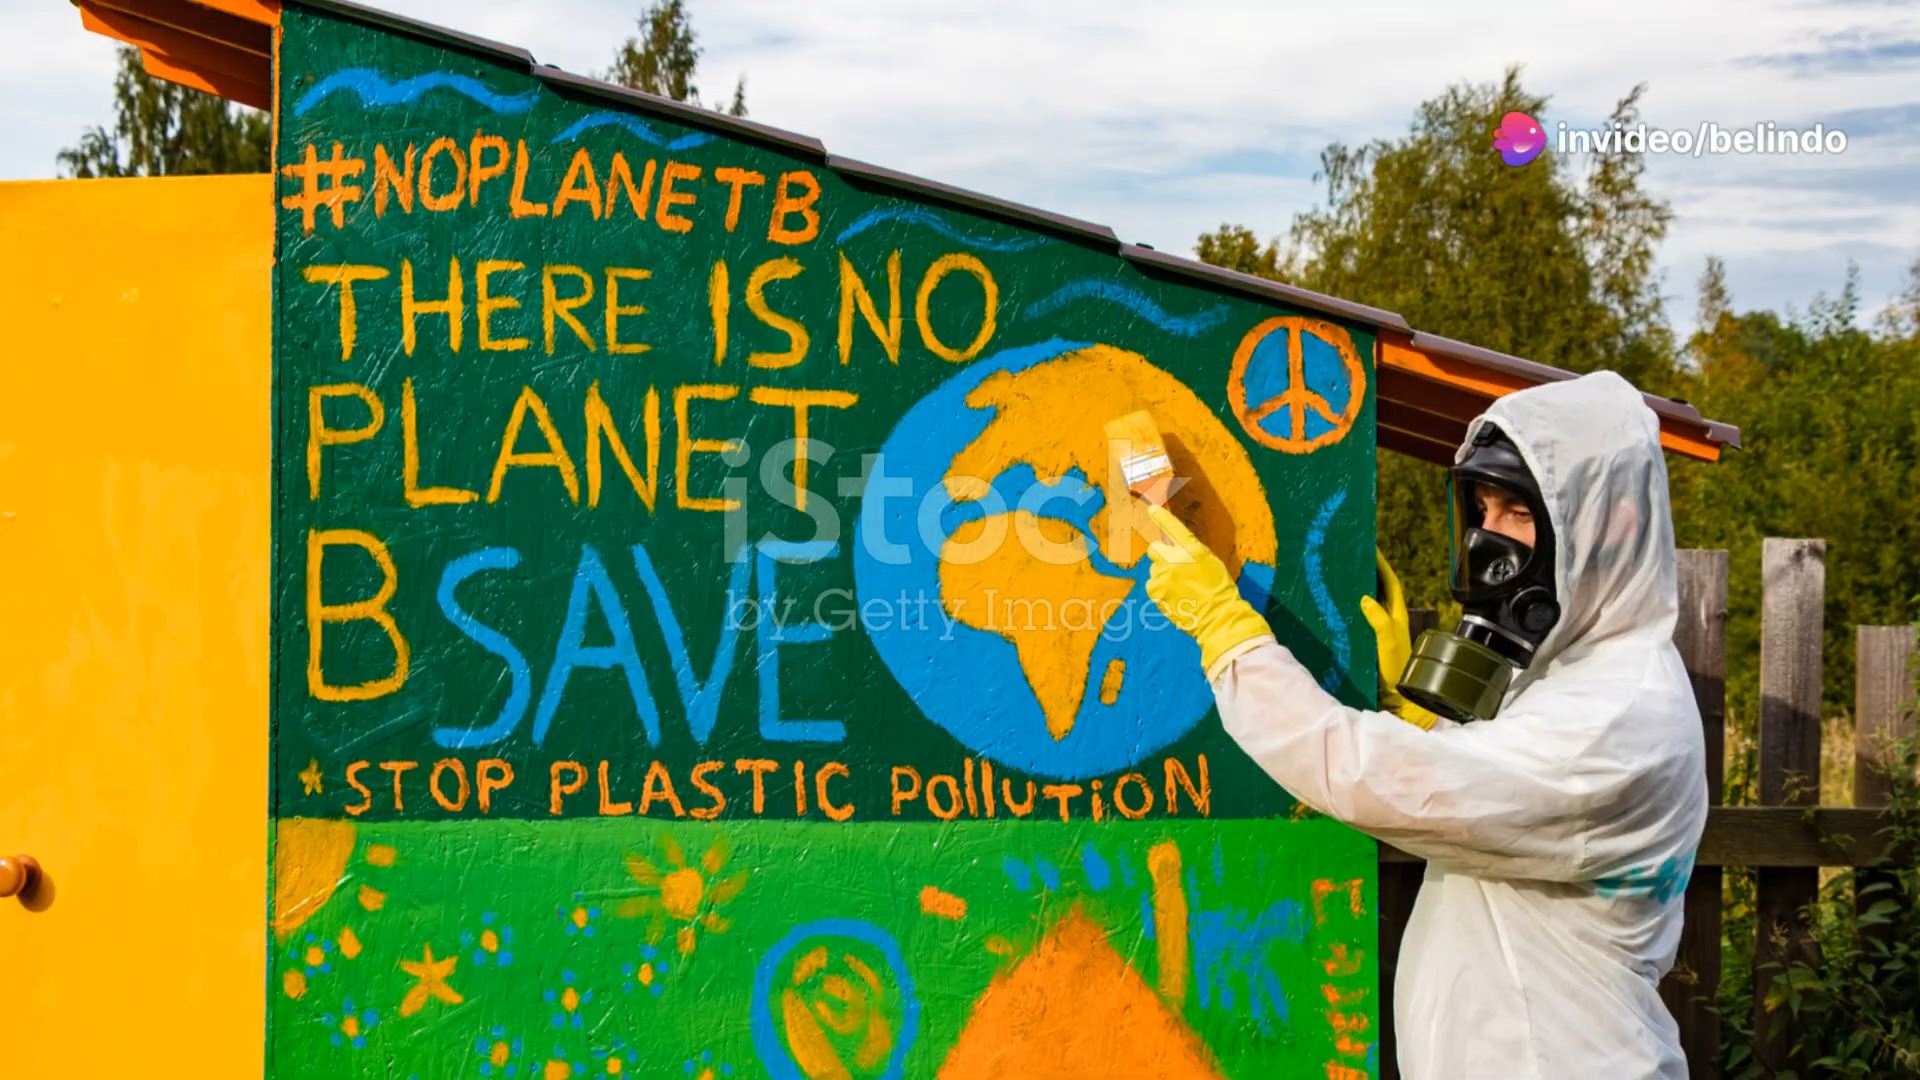 invideo/belindo
#NOPLANETB
THERE IS NO
PLANET
B SAVE
iStock
by Getty Images
*STOP PLASTIC POllUTiON